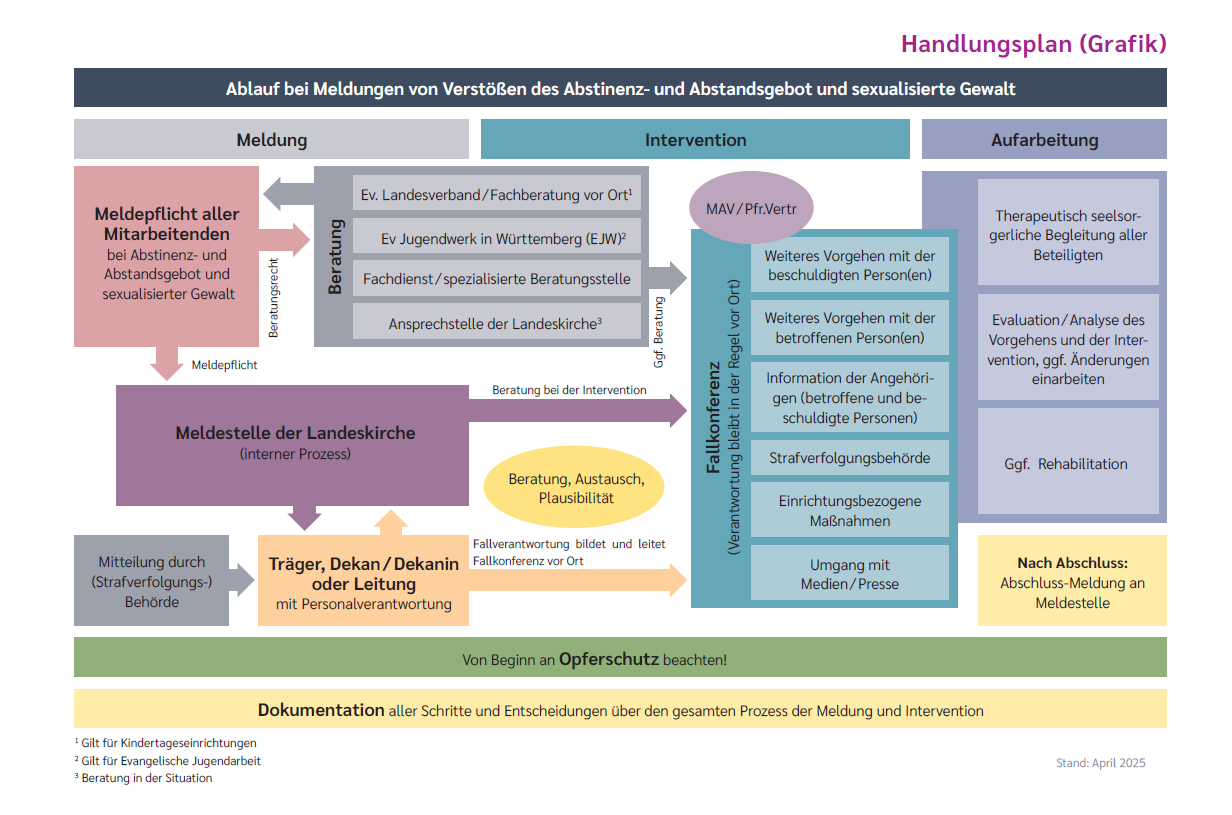 Handlungsplan (Grafik)
Ablauf bei Meldungen von Verstößen des Abstinenz- und Abstandsgebot und sexualisierte Gewalt
Meldung
Intervention
Aufarbeitung
Meldepflicht aller
Mitarbeitenden
bei Abstinenz- und
Abstandsgebot und
sexualisierter Gewalt
Beratungsrecht
Beratung
Ev. Landesverband/Fachberatung vor Ort¹
Ev Jugendwerk in Württemberg (EJW)²
Fachdienst/spezialisierte Beratungsstelle
Ansprechstelle der Landeskirche³
Ggf. Beratung
Meldepflicht
Meldestelle der Landeskirche
(interner Prozess)
Beratung bei der Intervention
Beratung, Austausch,
Plausibilität
Mitteilung durch
(Strafverfolgungs-)
Behörde
Träger, Dekan/Dekanin
oder Leitung
mit Personalverantwortung
Fallverantwortung bildet und leitet
Fallkonferenz vor Ort
MAV/Pfr.Vertr
Fallkonferenz
(Verantwortung bleibt in der Regel vor Ort)
Weiteres Vorgehen mit der
beschuldigten Person(en)
Weiteres Vorgehen mit der
betroffenen Person(en)
Information der Angehöri-
gen (betroffene und be-
schuldigte Personen)
Strafverfolgungsbehörde
Einrichtungsbezogene
Maßnahmen
Umgang mit
Medien/Presse
Therapeutisch seelsor-
gerliche Begleitung aller
Beteiligten
Evaluation/Analyse des
Vorgehens und der Inter-
vention, ggf. Änderungen
einarbeiten
Ggf. Rehabilitation
Nach Abschluss:
Abschluss-Meldung an
Meldestelle
Von Beginn an Opferschutz beachten!
Dokumentation aller Schritte und Entscheidungen über den gesamten Prozess der Meldung und Intervention
¹ Gilt für Kindertageseinrichtungen
² Gilt für Evangelische Jugendarbeit
³ Beratung in der Situation
Stand: April 2025